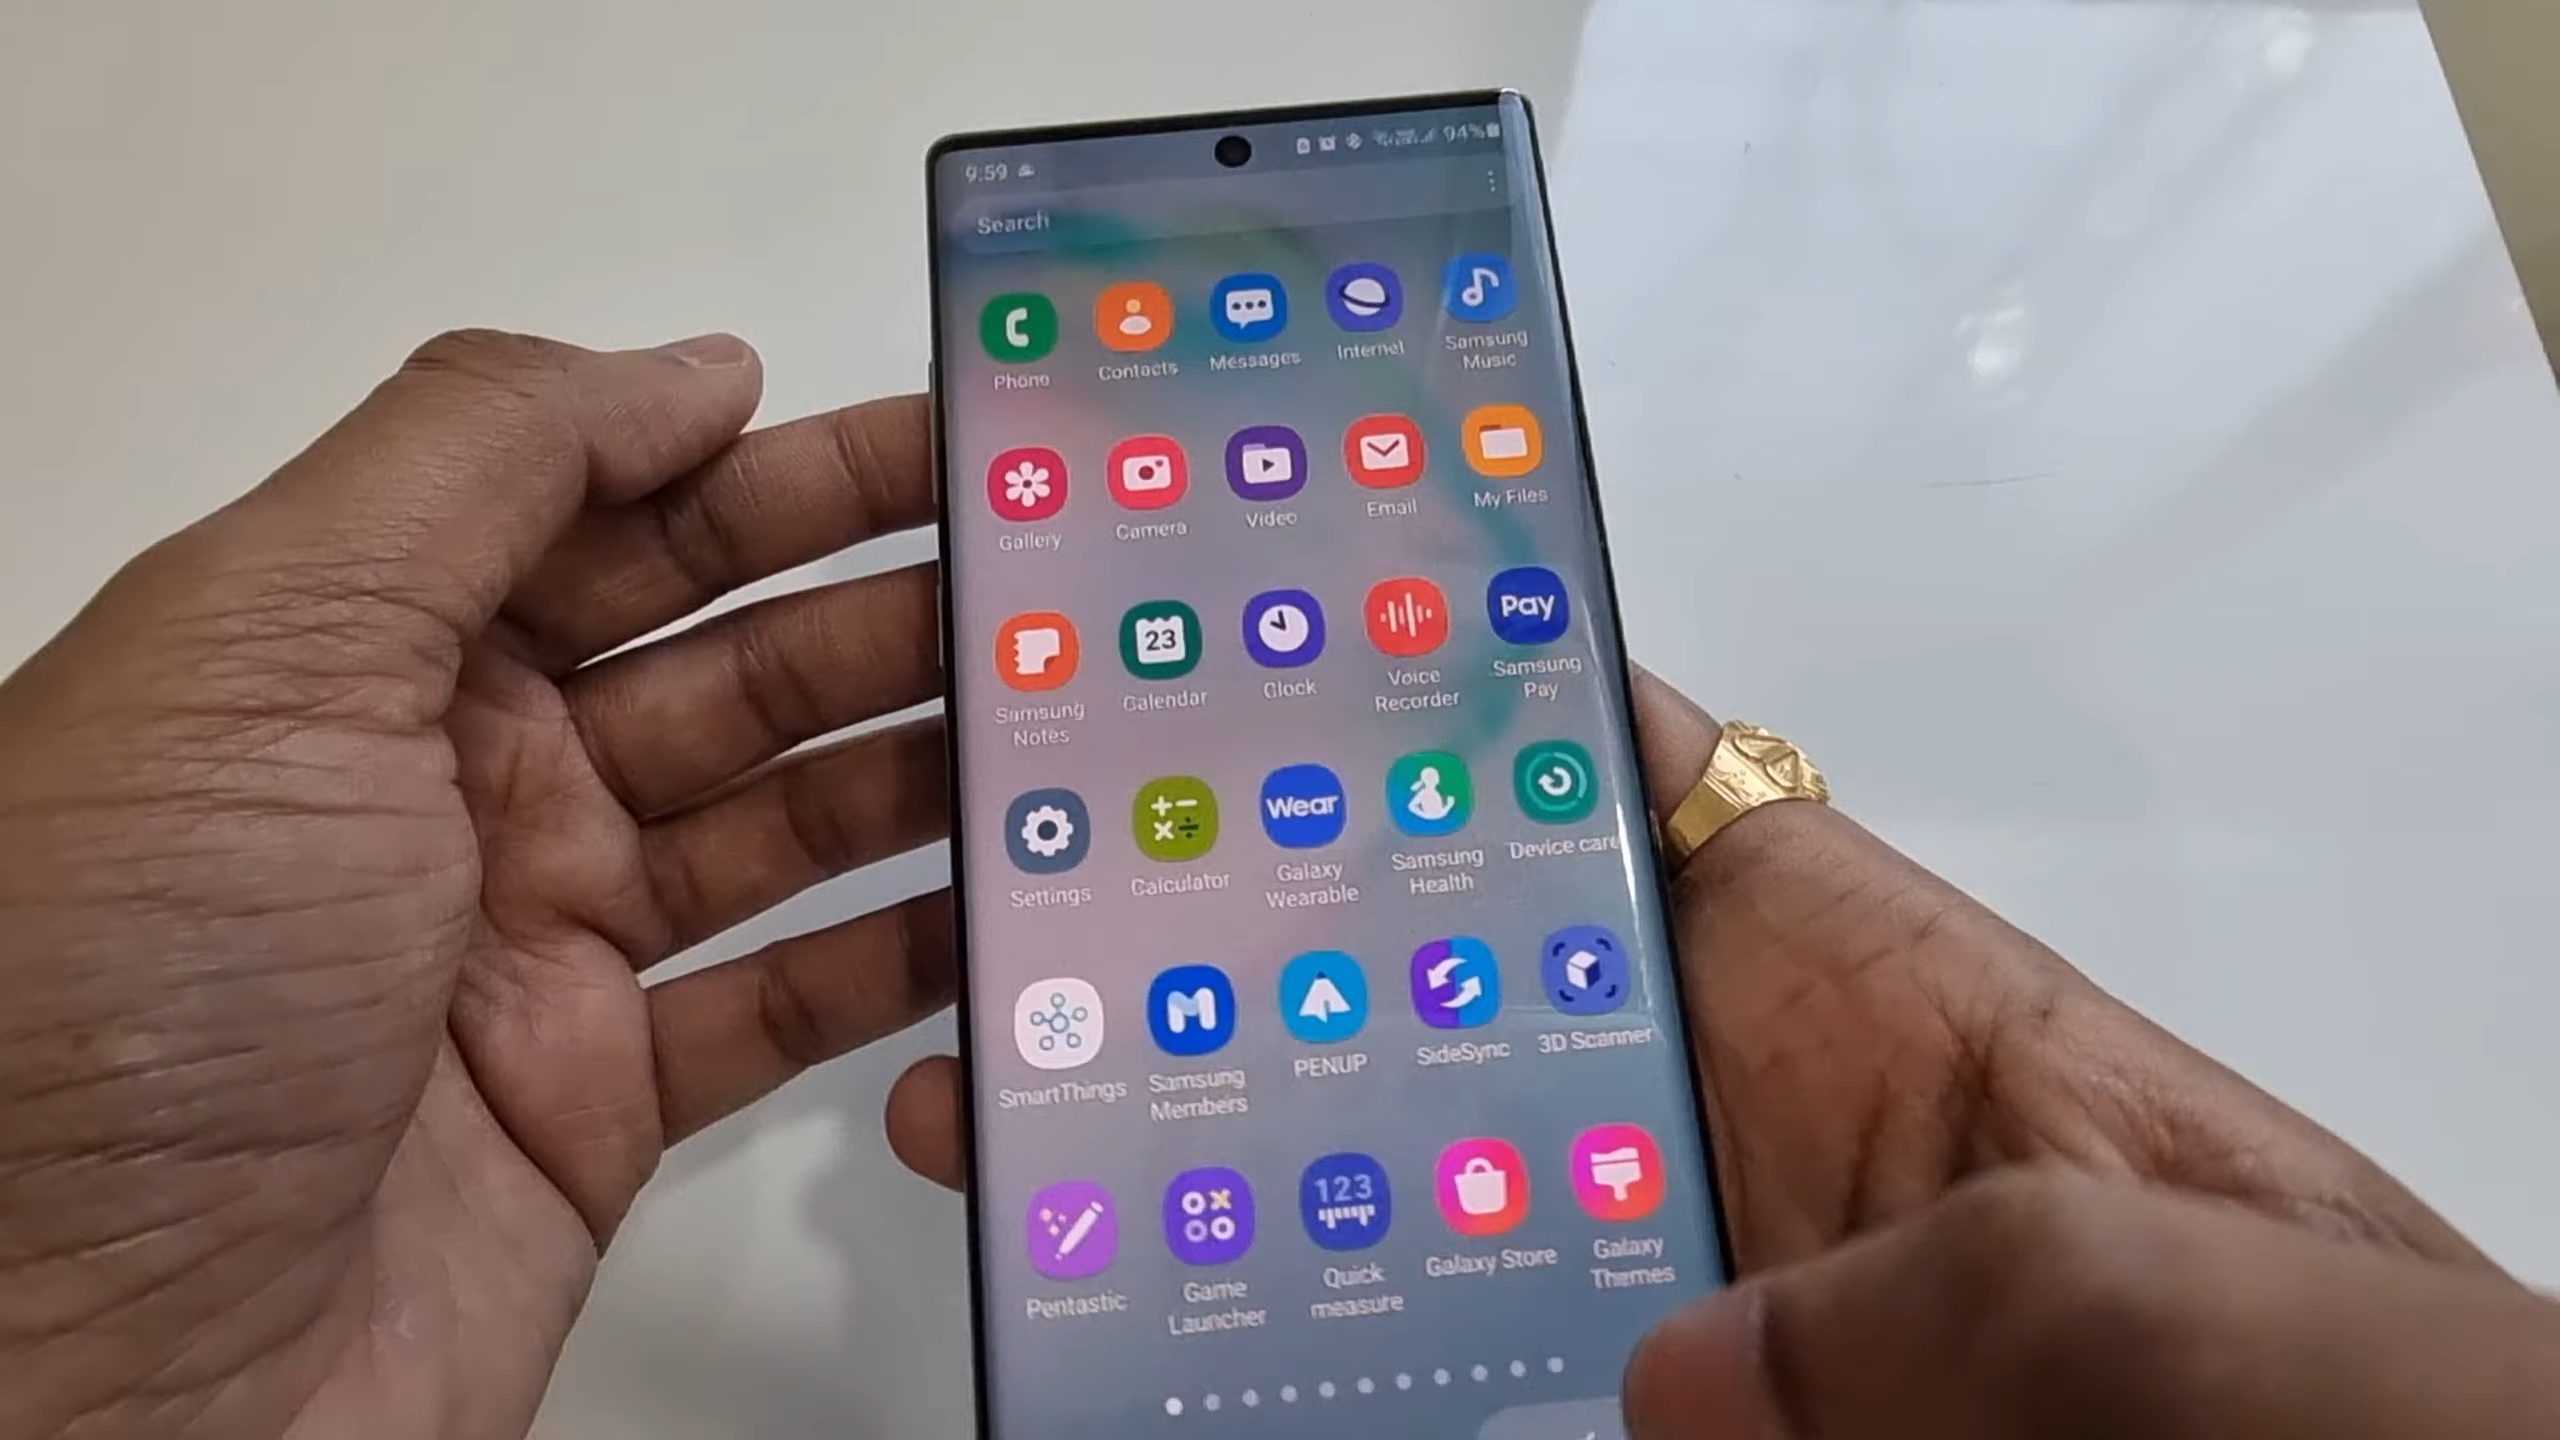 9:59
94%
Search
Phone
Contacts
Messages
Internet
Samsung
Music
Gallery
Camera
Video
Email
My Files
23
Pay
Samsung
Notes
Calendar
Clock
Voice
Recorder
Samsung
Pay
Wear
Settings
Calculator
Galaxy
Wearable
Samsung
Health
Device care
SmartThings
Samsung
Members
PENUP
SideSync
3D Scanner
123
Pentastic
Game
Launcher
Quick
measure
Galaxy Store
Galaxy
Themes